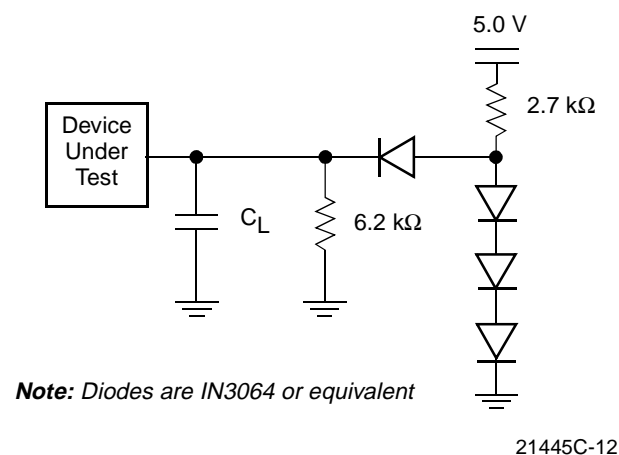 5.0 V
2.7 kΩ
Device
Under
Test
CL
6.2 kΩ
Note: Diodes are IN3064 or equivalent
21445C-12